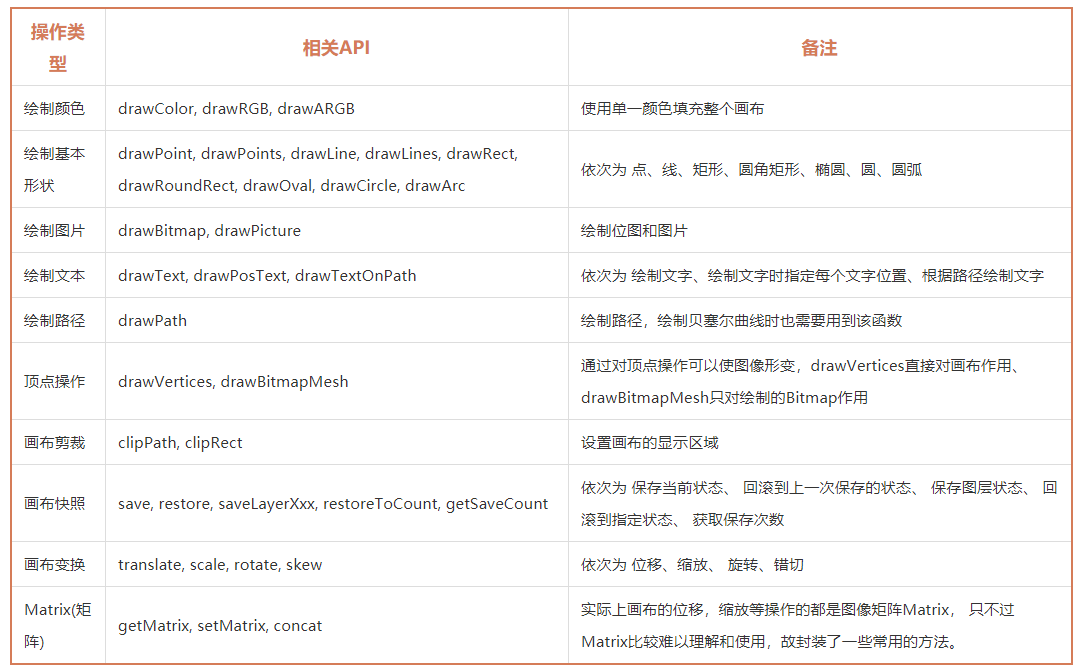 操作类
型
相关API
备注
绘制颜色
drawColor, drawRGB, drawARGB
使用单一颜色填充整个画布
绘制基本
形状
drawPoint, drawPoints, drawLine, drawLines, drawRect,
drawRoundRect, drawOval, drawCircle, drawArc
依次为 点、线、矩形、圆角矩形、椭圆、圆、圆弧
绘制图片
drawBitmap, drawPicture
绘制位图和图片
绘制文本
drawText, drawPosText, drawTextOnPath
依次为 绘制文字、绘制文字时指定每个文字位置、根据路径绘制文字
绘制路径
drawPath
绘制路径，绘制贝塞尔曲线时也需要用到该函数
顶点操作
drawVertices, drawBitmapMesh
通过对顶点操作可以使图像形变，drawVertices直接对画布作用、
drawBitmapMesh只对绘制的Bitmap作用
画布剪裁
clipPath, clipRect
设置画布的显示区域
画布快照
save, restore, saveLayerXxx, restoreToCount, getSaveCount
依次为 保存当前状态、 回滚到上一次保存的状态、 保存图层状态、 回
滚到指定状态、 获取保存次数
画布变换
translate, scale, rotate, skew
依次为 位移、缩放、 旋转、错切
Matrix(矩
阵)
getMatrix, setMatrix, concat
实际上画布的位移，缩放等操作的都是图像矩阵Matrix， 只不过
Matrix比较难以理解和使用，故封装了一些常用的方法。